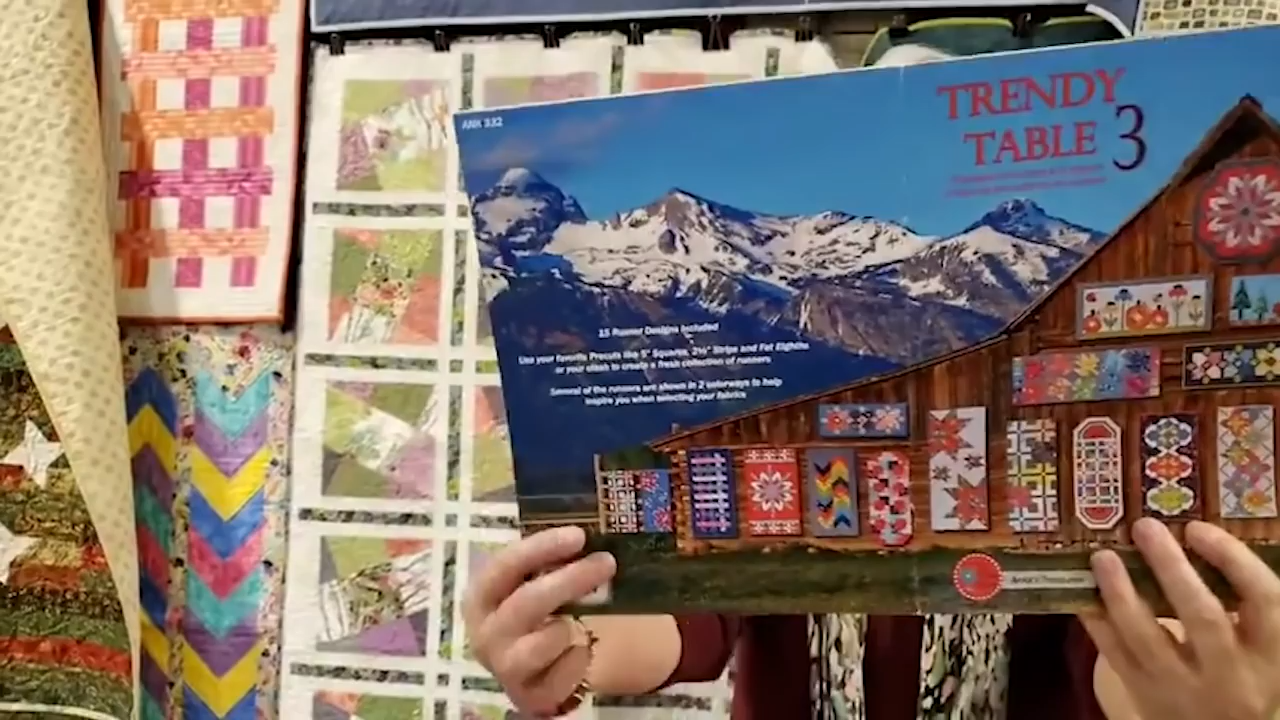 ANK 332
TRENDY
TABLE 3
15 Runner Designs Included
Use your favorite Precuts like 5" Squares, 2½" Strips and Fat Eighths
or your stash to create a fresh collection of runners
Several of the runners are shown in 2 colorways to help
inspire you when selecting your fabrics
Anka's Treasures